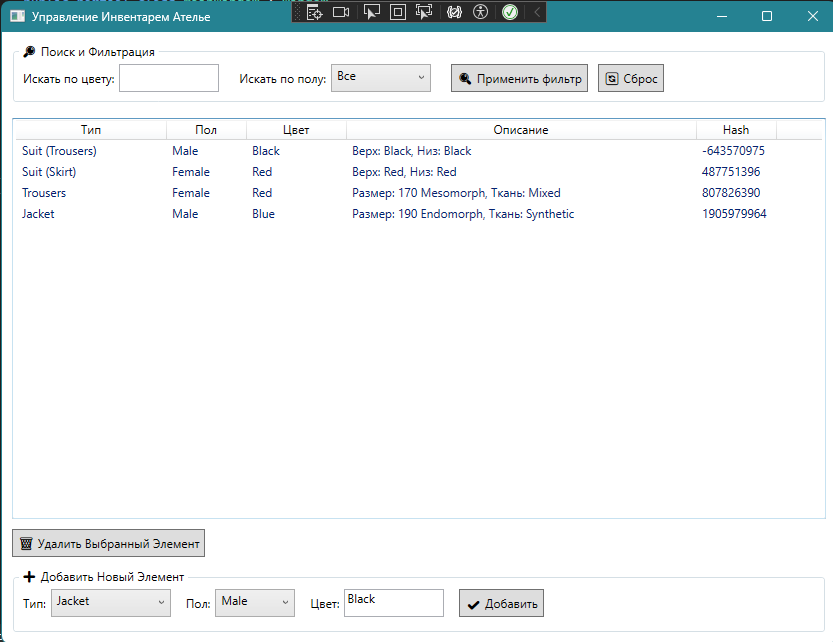 Управление Инвентарем Ателье
Поиск и Фильтрация
Искать по цвету: Искать по полу: Все Применить фильтр Сброс
Тип Пол Цвет Описание Hash
Suit (Trousers) Male Black Верх: Black, Низ: Black -643570975
Suit (Skirt) Female Red Верх: Red, Низ: Red 487751396
Trousers Female Red Размер: 170 Mesomorph, Ткань: Mixed 807826390
Jacket Male Blue Размер: 190 Endomorph, Ткань: Synthetic 1905979964
Удалить Выбранный Элемент
Добавить Новый Элемент
Тип: Jacket Пол: Male Цвет: Black Добавить